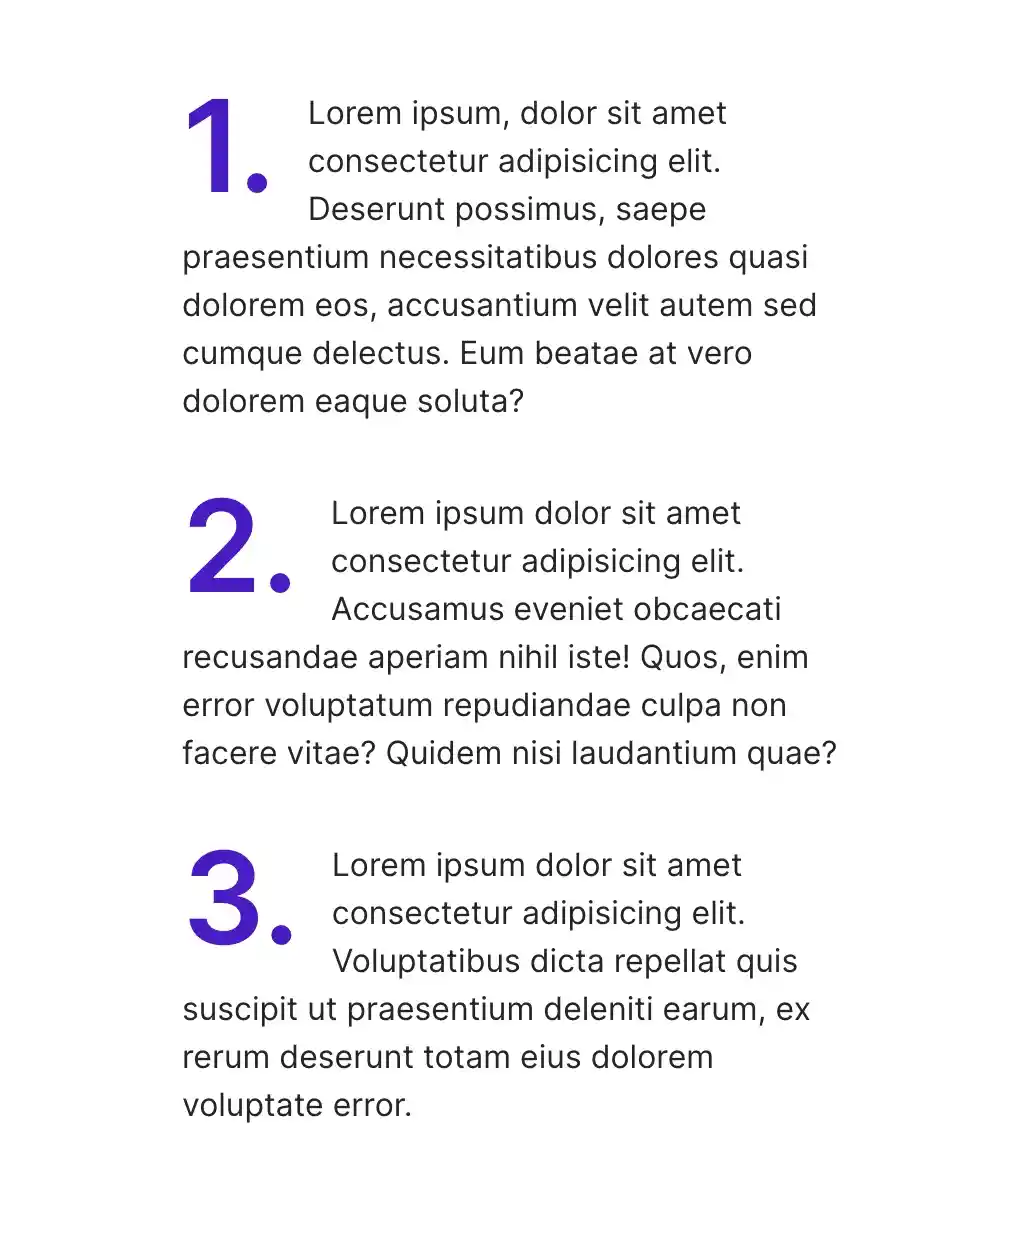 1. Lorem ipsum, dolor sit amet
consectetur adipisicing elit.
Deserunt possimus, saepe
praesentium necessitatibus dolores quasi
dolorem eos, accusantium velit autem sed
cumque delectus. Eum beatae at vero
dolorem eaque soluta?
2. Lorem ipsum dolor sit amet
consectetur adipisicing elit.
Accusamus eveniet obcaecati
recusandae aperiam nihil iste! Quos, enim
error voluptatum repudiandae culpa non
facere vitae? Quidem nisi laudantium quae?
3. Lorem ipsum dolor sit amet
consectetur adipisicing elit.
Voluptatibus dicta repellat quis
suscipit ut praesentium deleniti earum, ex
rerum deserunt totam eius dolorem
voluptate error.